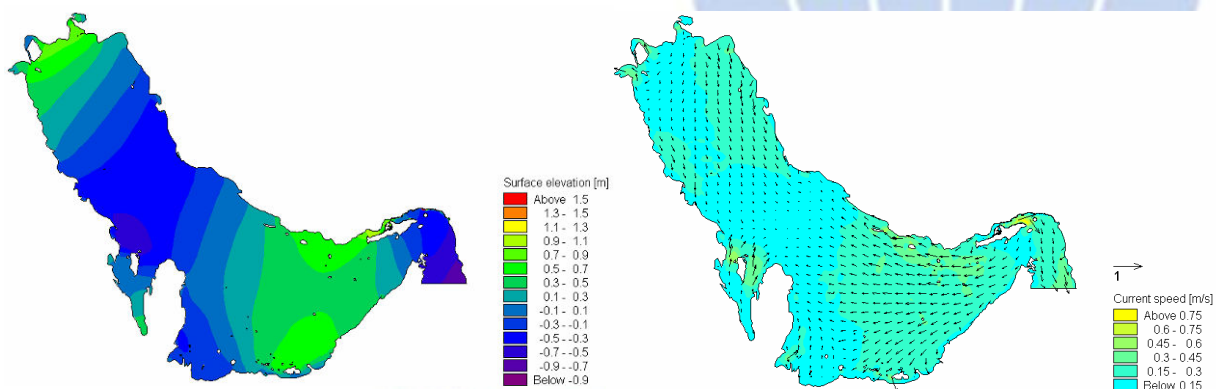 Surface elevation [m]
Above 1.5
1.3 - 1.5
1.1 - 1.3
0.9 - 1.1
0.7 - 0.9
0.5 - 0.7
0.3 - 0.5
0.1 - 0.3
-0.1 - 0.1
-0.3 - -0.1
-0.5 - -0.3
-0.7 - -0.5
-0.9 - -0.7
Below -0.9
1
Current speed [m/s]
Above 0.75
0.6 - 0.75
0.45 - 0.6
0.3 - 0.45
0.15 - 0.3
Below 0.15